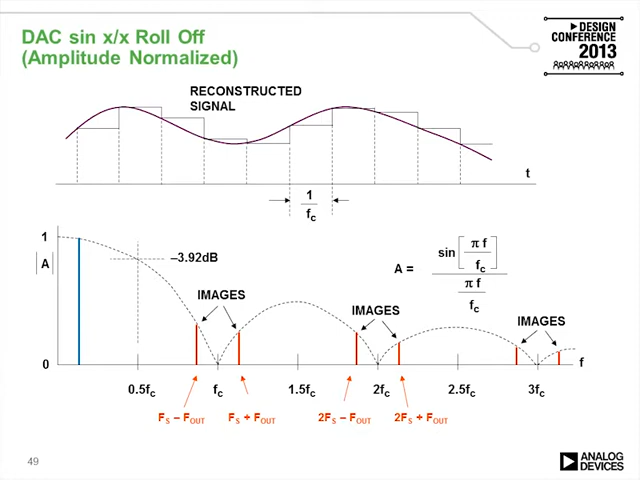 DAC sin x/x Roll Off
(Amplitude Normalized)
DESIGN
CONFERENCE
2013
RECONSTRUCTED
SIGNAL
t
1
fc
1
|A|
0
–3.92dB
IMAGES
IMAGES
IMAGES
A =
sin [ π f
fc ]
π f
fc
f
0.5fc fc 1.5fc 2fc 2.5fc 3fc
FS – FOUT FS + FOUT 2FS – FOUT 2FS + FOUT
49
ANALOG
DEVICES